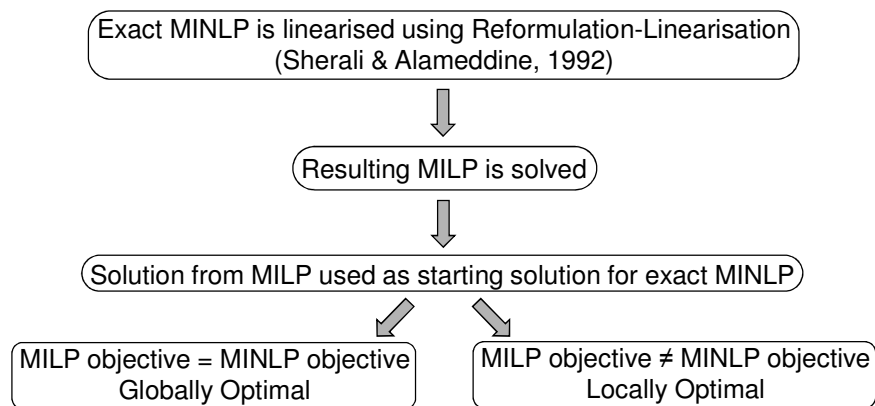 Exact MINLP is linearised using Reformulation-Linearisation
(Sherali & Alameddine, 1992)
Resulting MILP is solved
Solution from MILP used as starting solution for exact MINLP
MILP objective = MINLP objective
Globally Optimal
MILP objective ≠ MINLP objective
Locally Optimal